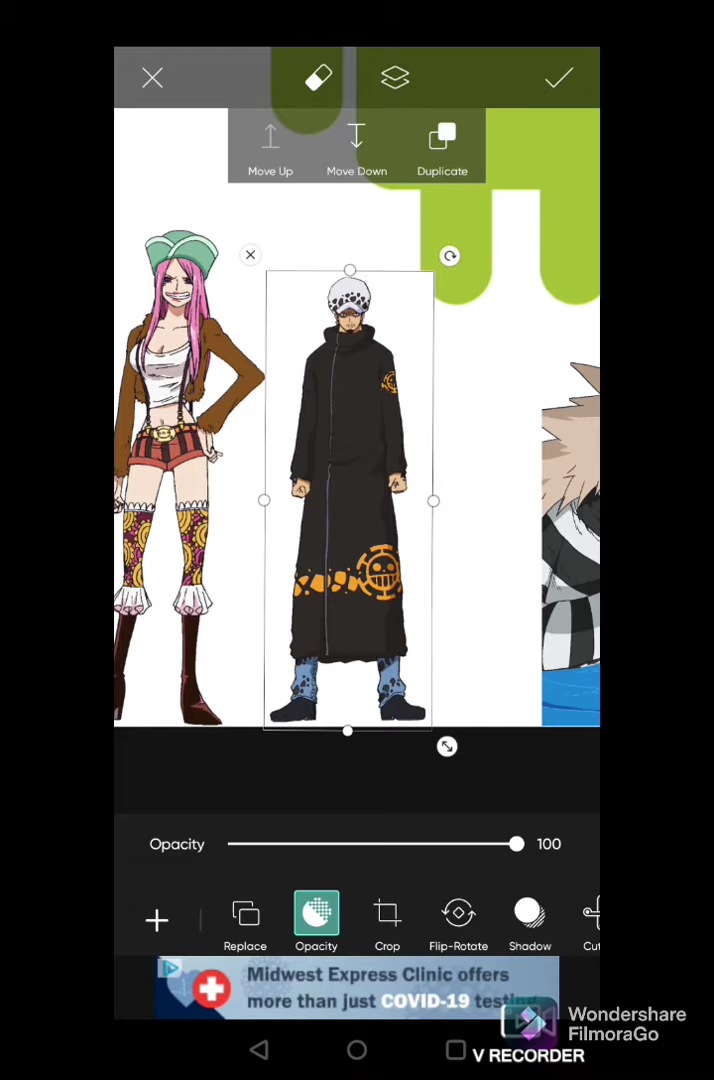 Move Up
Move Down
Duplicate
Opacity
100
Replace
Opacity
Crop
Flip-Rotate
Shadow
Cut
Midwest Express Clinic offers
more than just COVID-19 testing
Wondershare
FilmoraGo
V RECORDER